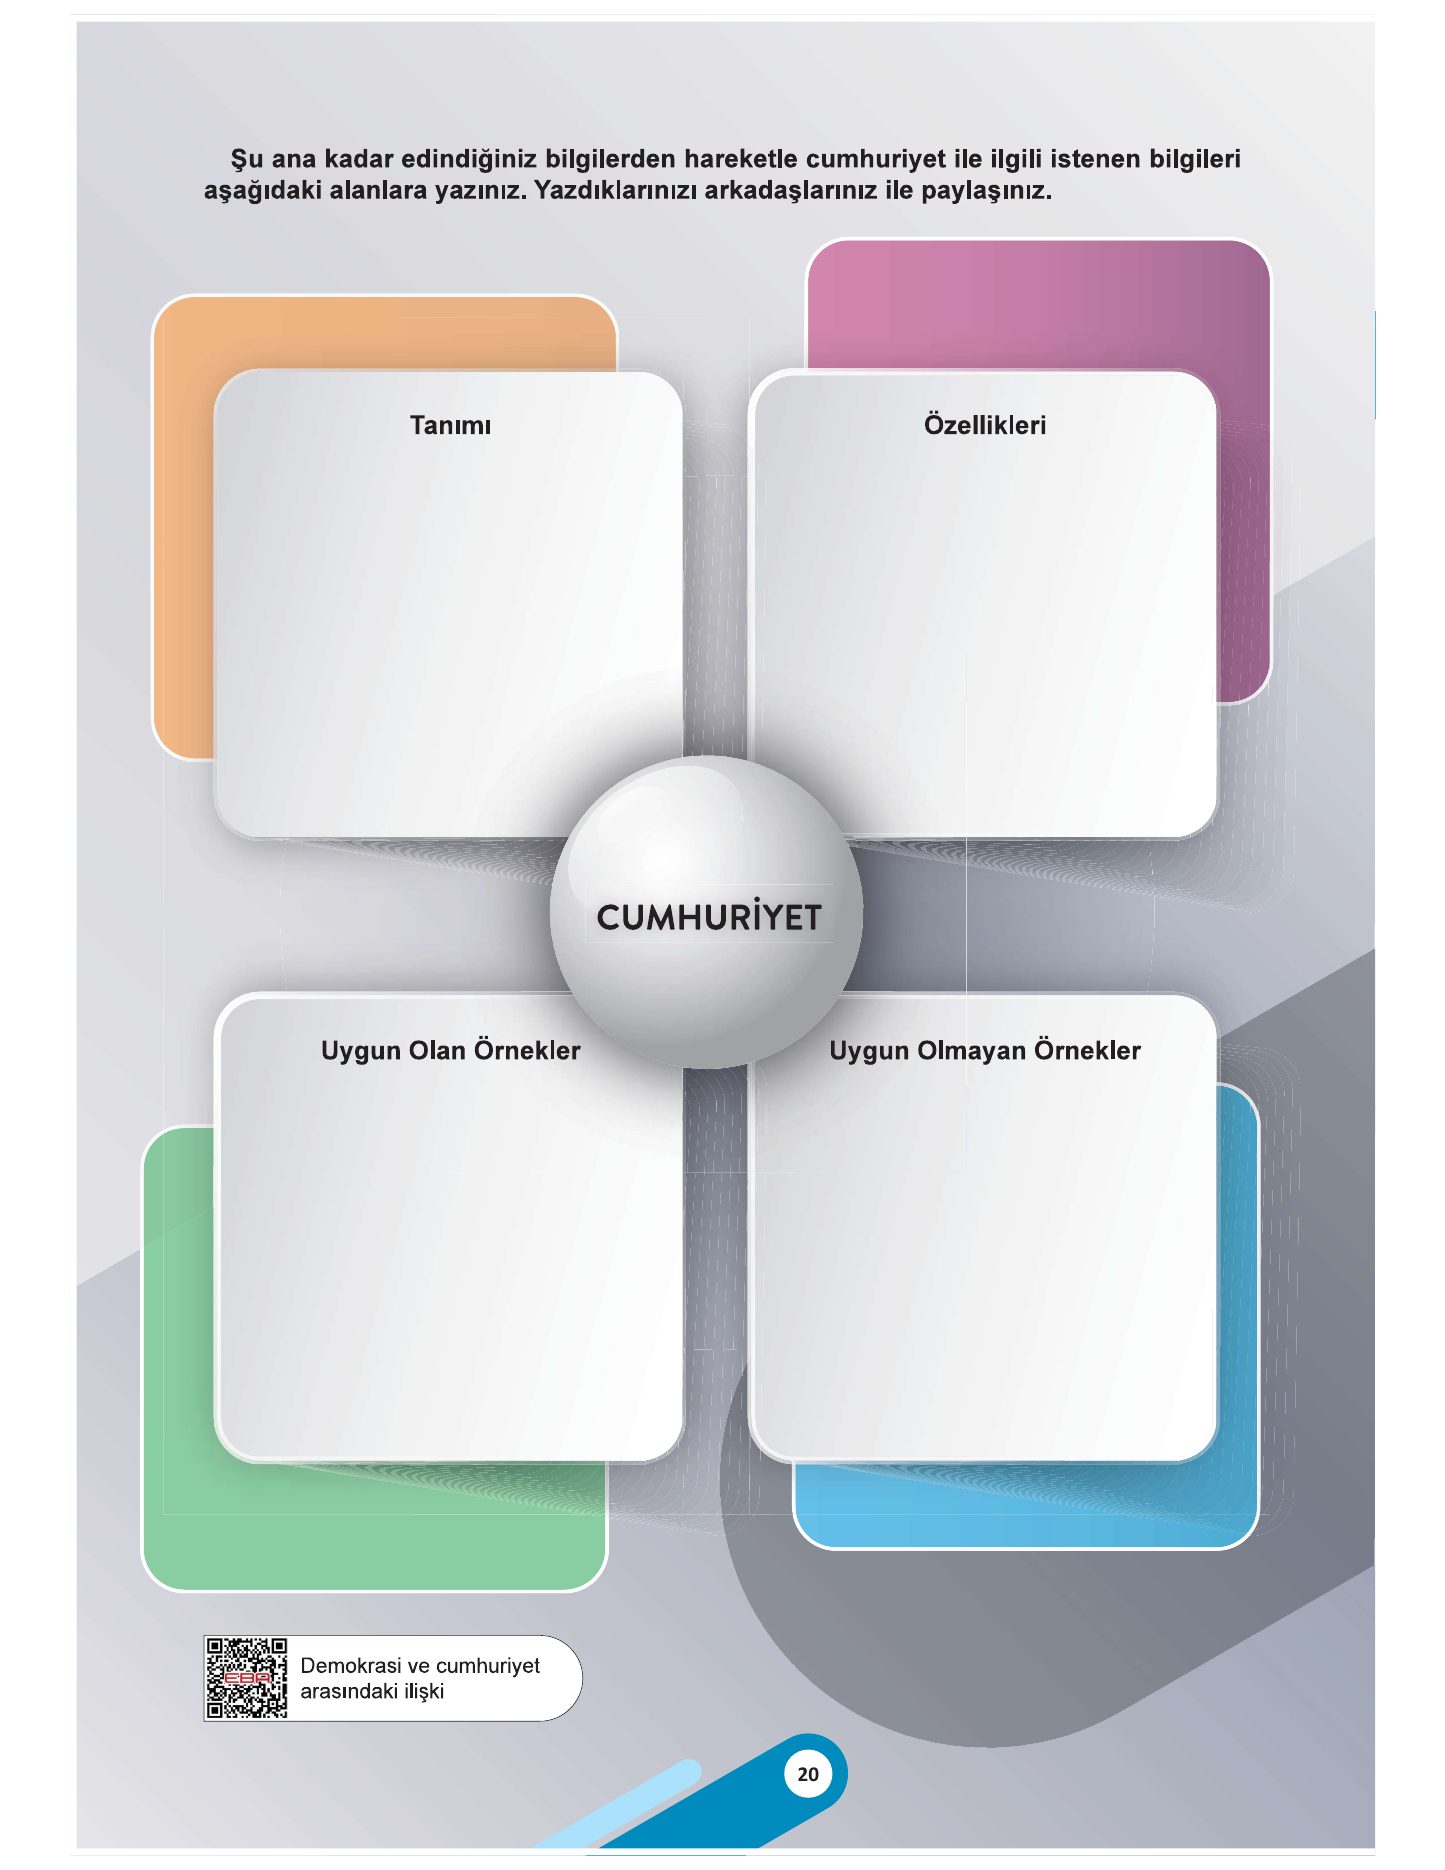 Şu ana kadar edindiğiniz bilgilerden hareketle cumhuriyet ile ilgili istenen bilgileri
aşağıdaki alanlara yazınız. Yazdıklarınızı arkadaşlarınız ile paylaşınız.
Tanımı
Özellikleri
CUMHURİYET
Uygun Olan Örnekler
Uygun Olmayan Örnekler
EBA
Demokrasi ve cumhuriyet
arasındaki ilişki
20